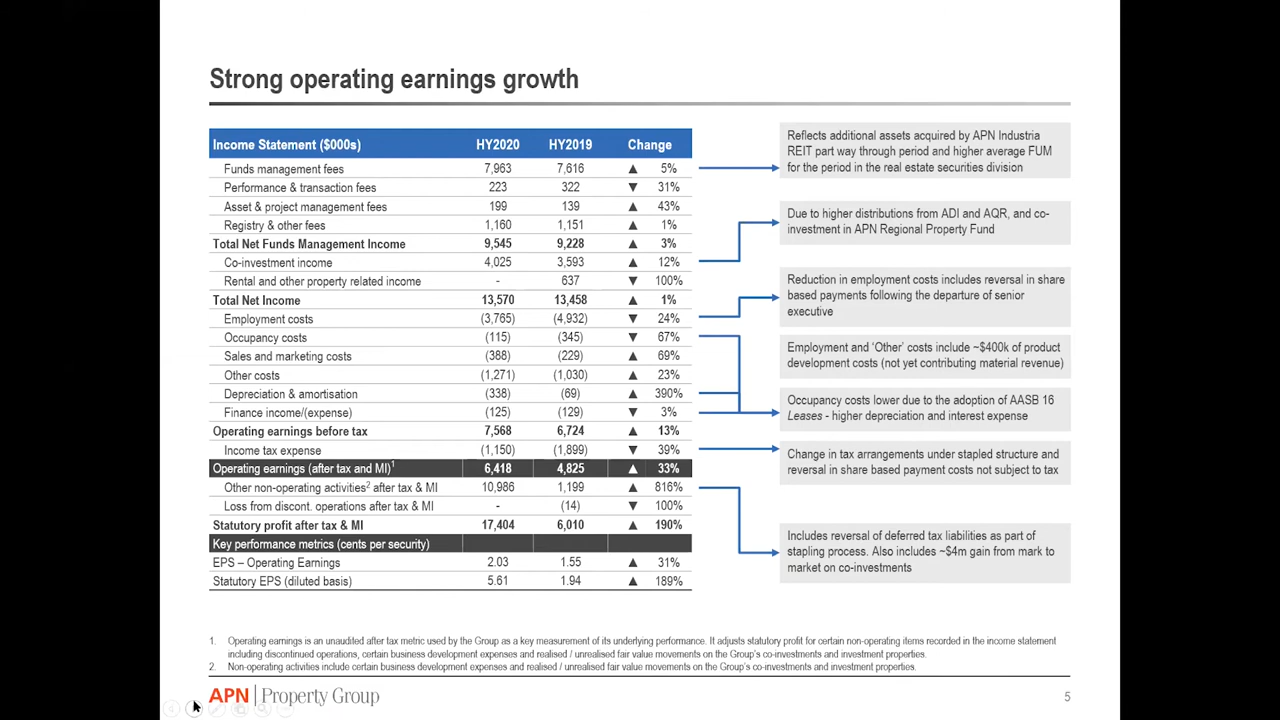 Strong operating earnings growth
Income Statement ($000s) HY2020 HY2019 Change
Funds management fees 7,963 7,616 ▲ 5%
Performance & transaction fees 223 322 ▼ 31%
Asset & project management fees 199 139 ▲ 43%
Registry & other fees 1,160 1,151 ▲ 1%
Total Net Funds Management Income 9,545 9,228 ▲ 3%
Co-investment income 4,025 3,593 ▲ 12%
Rental and other property related income - 637 ▼ 100%
Total Net Income 13,570 13,458 ▲ 1%
Employment costs (3,765) (4,932) ▼ 24%
Occupancy costs (115) (345) ▼ 67%
Sales and marketing costs (388) (229) ▲ 69%
Other costs (1,271) (1,030) ▲ 23%
Depreciation & amortisation (338) (69) ▲ 390%
Finance income/(expense) (125) (129) ▼ 3%
Operating earnings before tax 7,568 6,724 ▲ 13%
Income tax expense (1,150) (1,899) ▼ 39%
Operating earnings (after tax and MI)1 6,418 4,825 ▲ 33%
Other non-operating activities2 after tax & MI 10,986 1,199 ▲ 816%
Loss from discont. operations after tax & MI - (14) ▼ 100%
Statutory profit after tax & MI 17,404 6,010 ▲ 190%
Key performance metrics (cents per security)
EPS – Operating Earnings 2.03 1.55 ▲ 31%
Statutory EPS (diluted basis) 5.61 1.94 ▲ 189%
Reflects additional assets acquired by APN Industria
REIT part way through period and higher average FUM
for the period in the real estate securities division
Due to higher distributions from ADI and AQR, and co-
investment in APN Regional Property Fund
Reduction in employment costs includes reversal in share
based payments following the departure of senior
executive
Employment and ‘Other’ costs include ~$400k of product
development costs (not yet contributing material revenue)
Occupancy costs lower due to the adoption of AASB 16
Leases - higher depreciation and interest expense
Change in tax arrangements under stapled structure and
reversal in share based payment costs not subject to tax
Includes reversal of deferred tax liabilities as part of
stapling process. Also includes ~$4m gain from mark to
market on co-investments
1. Operating earnings is an unaudited after tax metric used by the Group as a key measurement of its underlying performance. It adjusts statutory profit for certain non-operating items recorded in the income statement
including discontinued operations, certain business development expenses and realised / unrealised fair value movements on the Group’s co-investments and investment properties.
2. Non-operating activities include certain business development expenses and realised / unrealised fair value movements on the Group’s co-investments and investment properties.
APN | Property Group
5